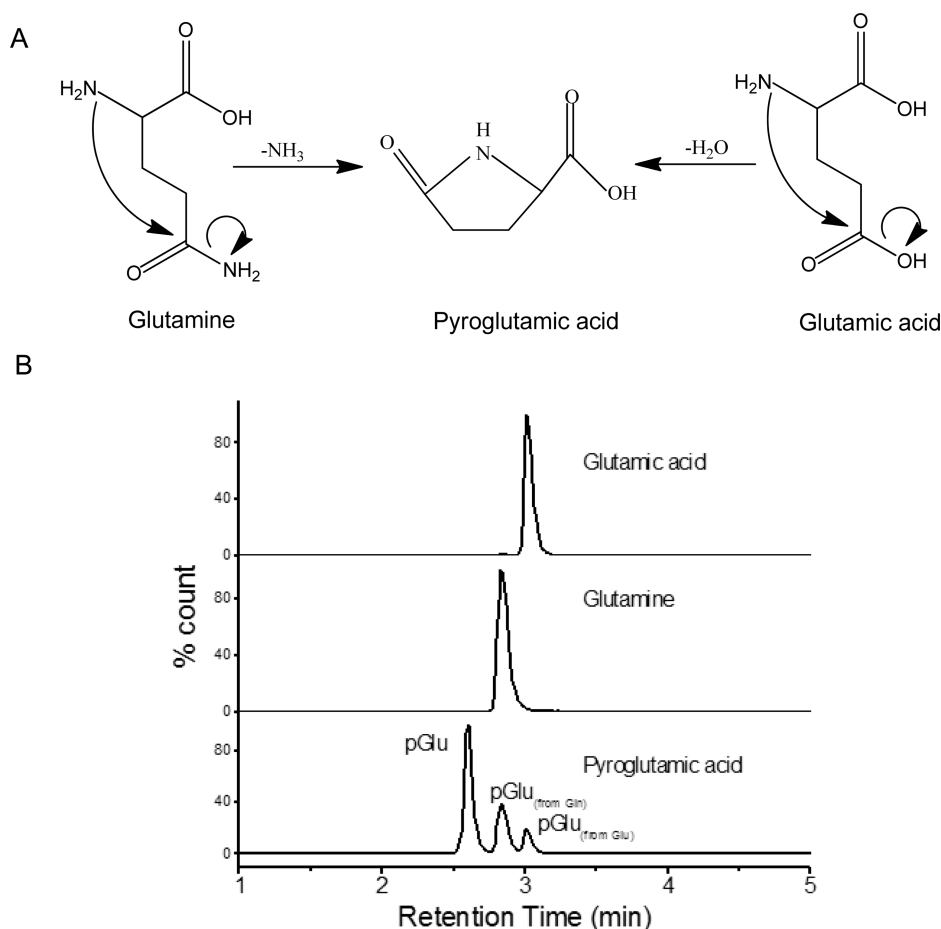 A
O
H₂N
OH
O
NH₂
Glutamine
-NH₃
O
H
N
O
OH
Pyroglutamic acid
-H₂O
O
H₂N
OH
O
OH
Glutamic acid
B
% count
80
40
0
Glutamic acid
80
40
0
Glutamine
80
40
0
pGlu
pGlu(from Gln)
pGlu(from Glu)
Pyroglutamic acid
1 2 3 4 5
Retention Time (min)